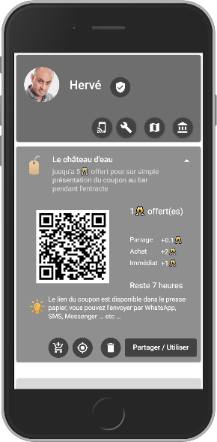 Hervé
Le château d'eau
jusqu'a 5 offert pour sur simple
présentation du coupon au bar
pendant l'entracte
1 offert(es)
Partage +0.1
Achat +2
Immédiat +1
Reste 7 heures
Le lien du coupon est disponible dans le presse
papier, vous pouvez l'envoyer par WhatsApp,
SMS, Messenger ... etc ...
Partager / Utiliser